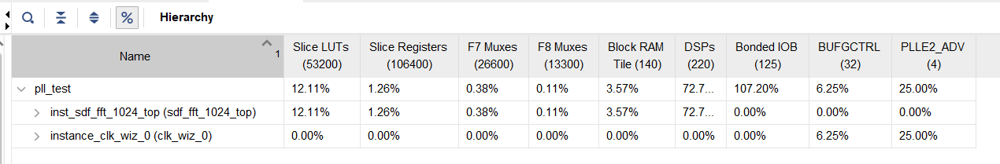 % Hierarchy
Name 1 Slice LUTs (53200) Slice Registers (106400) F7 Muxes (26600) F8 Muxes (13300) Block RAM Tile (140) DSPs (220) Bonded IOB (125) BUFGCTRL (32) PLLE2_ADV (4)
pll_test 12.11% 1.26% 0.38% 0.11% 3.57% 72.7... 107.20% 6.25% 25.00%
inst_sdf_fft_1024_top (sdf_fft_1024_top) 12.11% 1.26% 0.38% 0.11% 3.57% 72.7... 0.00% 0.00% 0.00%
instance_clk_wiz_0 (clk_wiz_0) 0.00% 0.00% 0.00% 0.00% 0.00% 0.00% 0.00% 6.25% 25.00%